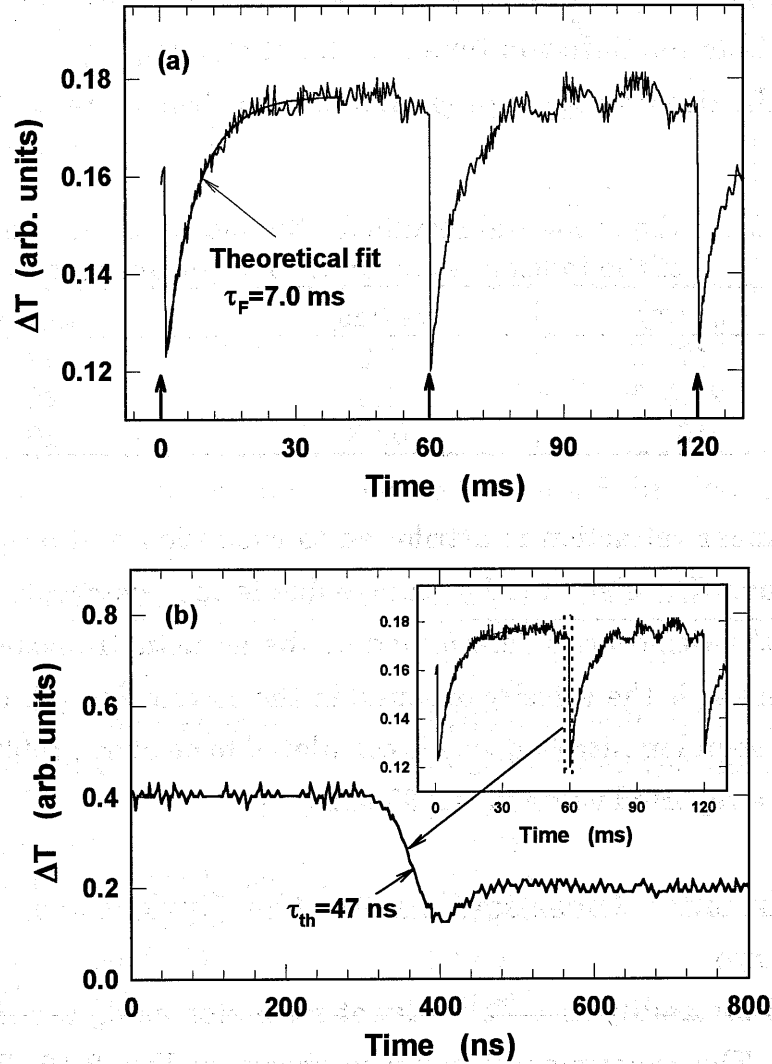 (a)
0.18
0.16
0.14
0.12
ΔT (arb. units)
Theoretical fit
τF=7.0 ms
0 30 60 90 120
Time (ms)
(b)
0.8
0.6
0.4
0.2
0.0
ΔT (arb. units)
0.18
0.16
0.14
0.12
0 30 60 90 120
Time (ms)
τth=47 ns
0 200 400 600 800
Time (ns)